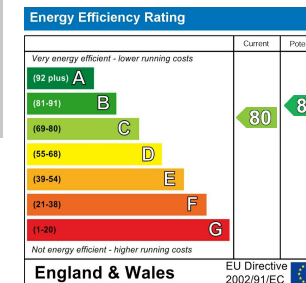 Energy Efficiency Rating
Current
Very energy efficient - lower running costs
(92 plus) A
(81-91) B
(69-80) C
80
(55-68) D
(39-54) E
(21-38) F
(1-20) G
Not energy efficient - higher running costs
England & Wales
EU Directive
2002/91/EC